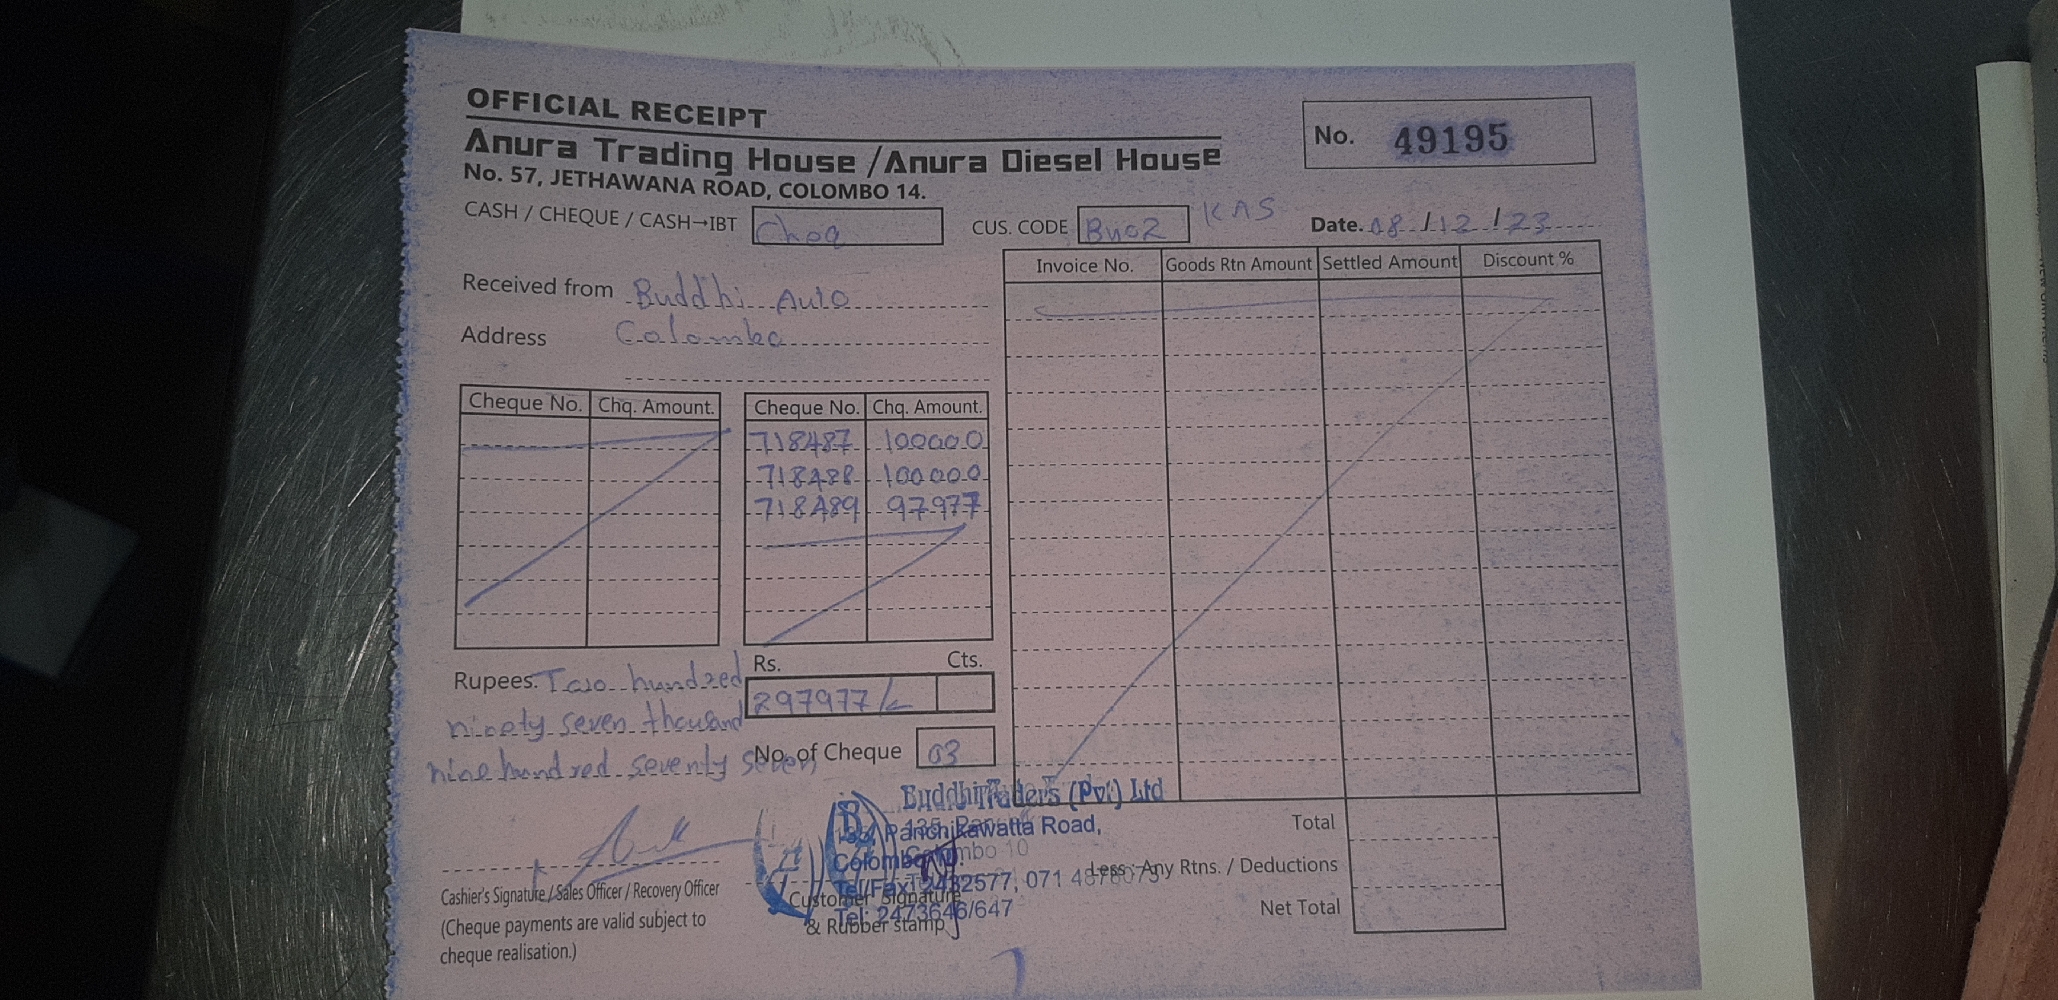 OFFICIAL RECEIPT
Anura Trading House / Anura Diesel House
No. 57, JETHAWANA ROAD, COLOMBO 14.
No. 49195
CASH / CHEQUE / CASH→IBT Cheq
CUS. CODE Bu02 KAS
Date. 08 / 12 / 23
Received from Buddhi Auto
Address Colombo
Invoice No. Goods Rtn Amount Settled Amount Discount %
Cheque No. Chq. Amount. Cheque No. Chq. Amount.
718487 100000
718488 100000
718489 97977
Rs. Cts.
Rupees. Two hundred
297977/=
ninety seven thousand
nine hundred seventy seven
No. of Cheque 03
Buddhi Traders (Pvt) Ltd
Panchikawatta Road,
Colombo 10
Tel/Fax: 2432577, 071
Tel: 2473646/647
Cashier's Signature / Sales Officer / Recovery Officer
(Cheque payments are valid subject to
cheque realisation.)
Customer Signature
& Rubber stamp
Total
Less : Any Rtns. / Deductions
Net Total